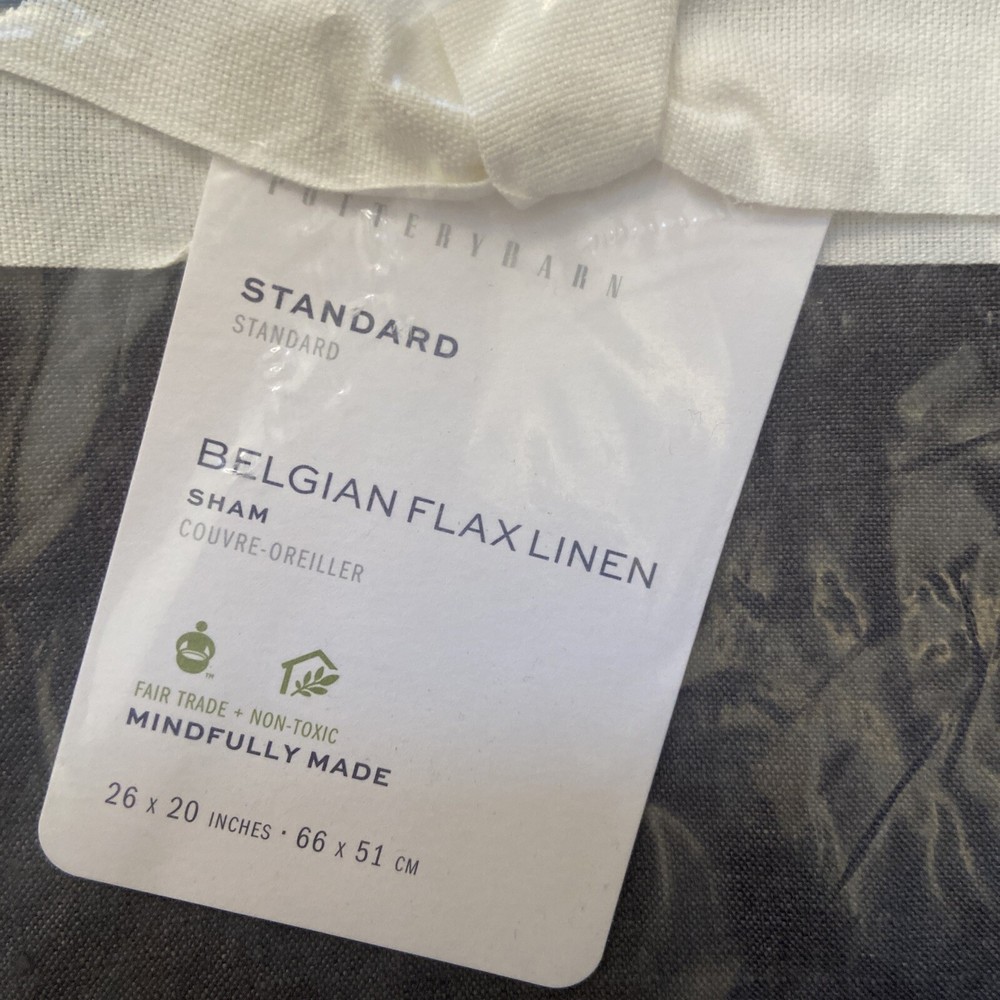 POTTERYBARN
STANDARD
STANDARD
BELGIAN FLAX LINEN
SHAM
COUVRE-OREILLER
FAIR TRADE + NON-TOXIC
MINDFULLY MADE
26 x 20 INCHES · 66 x 51 CM